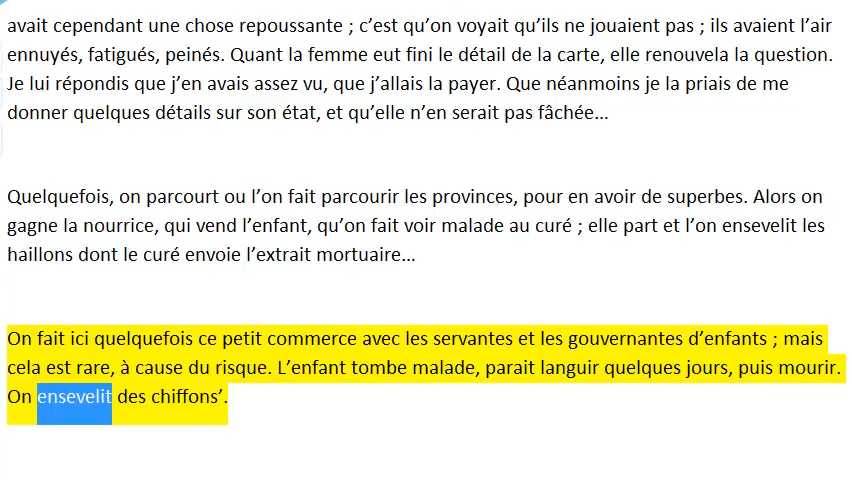 avait cependant une chose repoussante ; c’est qu’on voyait qu’ils ne jouaient pas ; ils avaient l’air
ennuyés, fatigués, peinés. Quant la femme eut fini le détail de la carte, elle renouvela la question.
Je lui répondis que j’en avais assez vu, que j’allais la payer. Que néanmoins je la priais de me
donner quelques détails sur son état, et qu’elle n’en serait pas fâchée…
Quelquefois, on parcourt ou l’on fait parcourir les provinces, pour en avoir de superbes. Alors on
gagne la nourrice, qui vend l’enfant, qu’on fait voir malade au curé ; elle part et l’on ensevelit les
haillons dont le curé envoie l’extrait mortuaire…
On fait ici quelquefois ce petit commerce avec les servantes et les gouvernantes d’enfants ; mais
cela est rare, à cause du risque. L’enfant tombe malade, parait languir quelques jours, puis mourir.
On ensevelit des chiffons’.